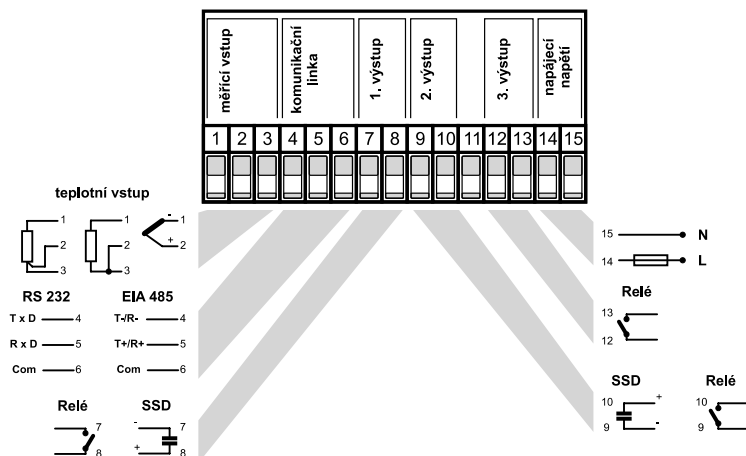 měřící vstup
komunikační
linka
1. výstup
2. výstup
3. výstup
napájecí
napětí
1 2 3 4 5 6 7 8 9 10 11 12 13 14 15
teplotní vstup
1
2
3
1
2
3
- 1
+ 2
RS 232
T x D 4
R x D 5
Com 6
EIA 485
T-/R- 4
T+/R+ 5
Com 6
Relé
7
8
SSD
- 7
+ 8
15 N
14 L
Relé
13
12
SSD
10 +
9 -
Relé
10
9